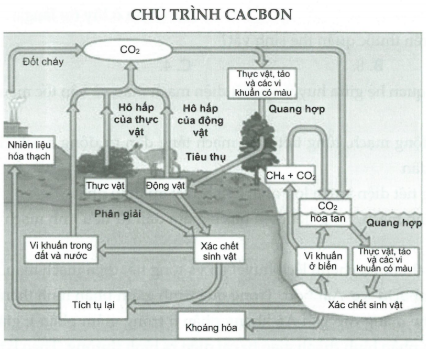 CHU TRÌNH CACBON
CO₂
Đốt cháy
Thực vật, tảo
và các vi
khuẩn có màu
Hô hấp
của thực
vật
Hô hấp
của động
vật
Quang hợp
Tiêu thụ
Nhiên liệu
hóa thạch
CH₄ + CO₂
Thực vật
Động vật
CO₂
hòa tan
Phân giải
Quang hợp
Vi khuẩn trong
đất và nước
Xác chết
sinh vật
Vi khuẩn
ở biển
Thực vật, tảo
và các vi
khuẩn có màu
Tích tụ lại
Xác chết sinh vật
Khoáng hóa